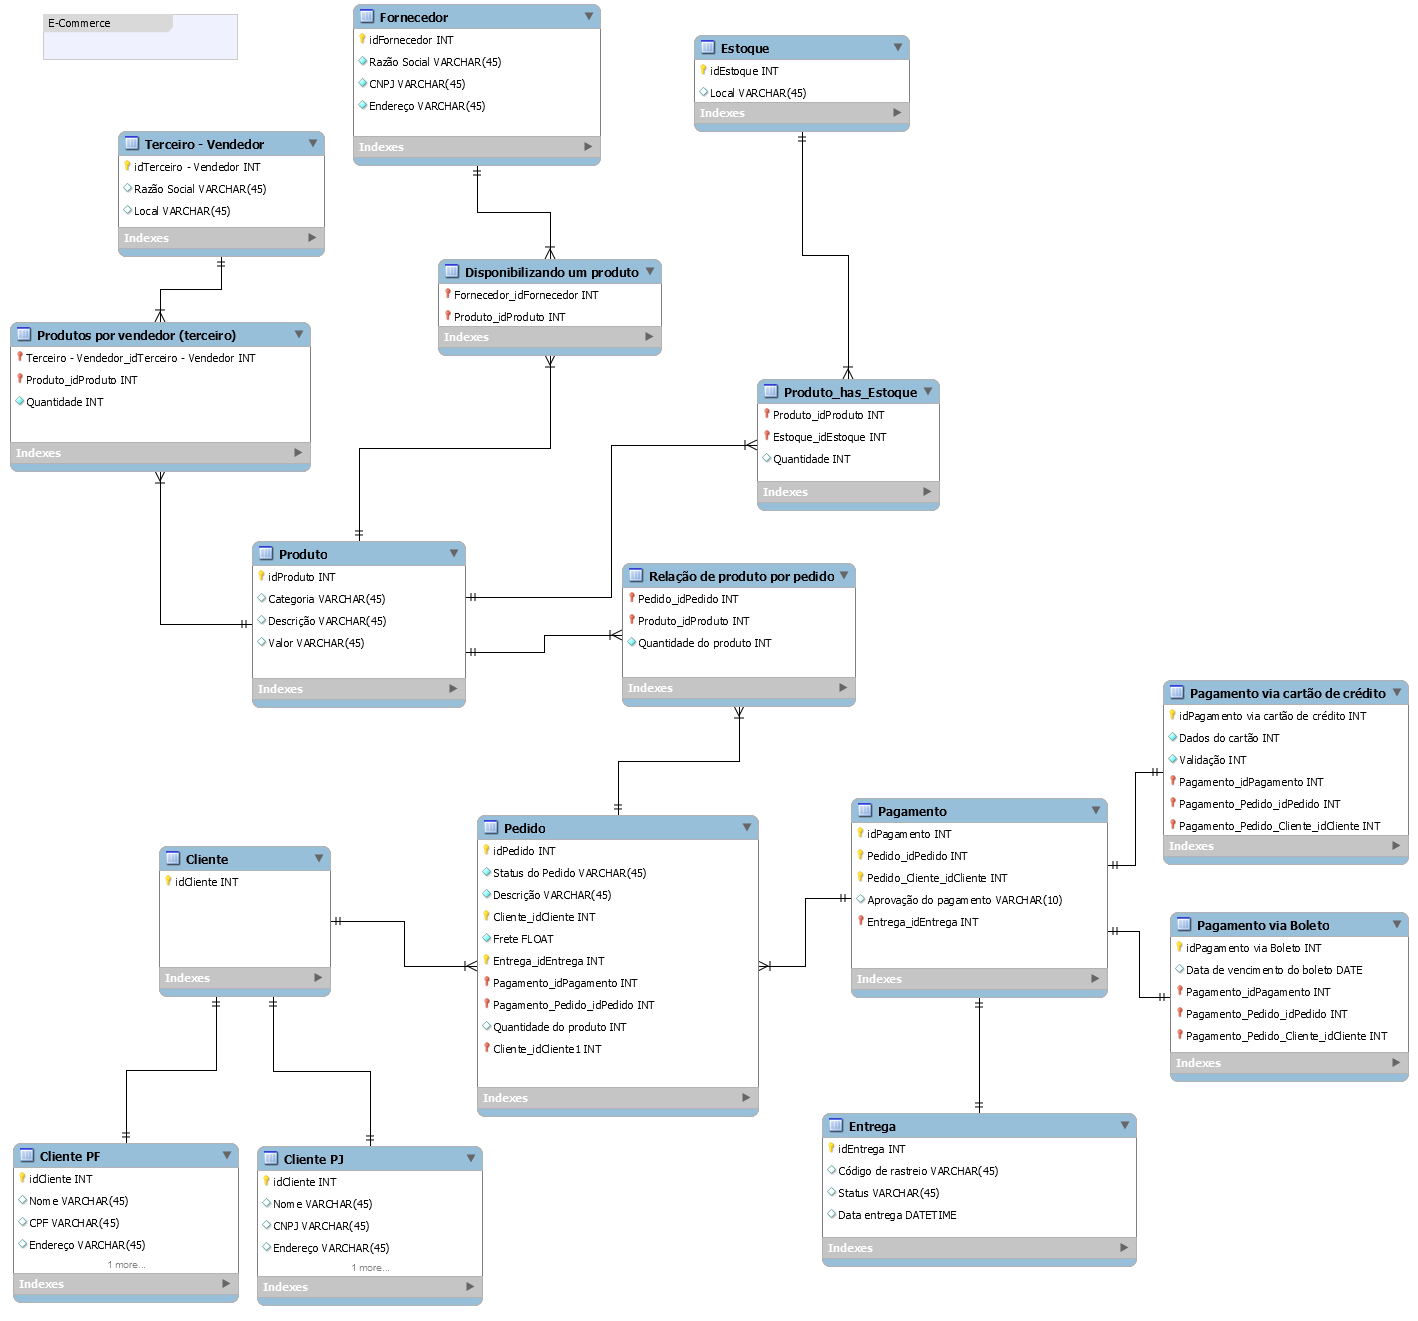 E-Commerce
Fornecedor
idFornecedor INT
Razão Social VARCHAR(45)
CNPJ VARCHAR(45)
Endereço VARCHAR(45)
Indexes
Estoque
idEstoque INT
Local VARCHAR(45)
Indexes
Terceiro - Vendedor
idTerceiro - Vendedor INT
Razão Social VARCHAR(45)
Local VARCHAR(45)
Indexes
Disponibilizando um produto
Fornecedor_idFornecedor INT
Produto_idProduto INT
Indexes
Produtos por vendedor (terceiro)
Terceiro - Vendedor_idTerceiro - Vendedor INT
Produto_idProduto INT
Quantidade INT
Indexes
Produto_has_Estoque
Produto_idProduto INT
Estoque_idEstoque INT
Quantidade INT
Indexes
Produto
idProduto INT
Categoria VARCHAR(45)
Descrição VARCHAR(45)
Valor VARCHAR(45)
Indexes
Relação de produto por pedido
Pedido_idPedido INT
Produto_idProduto INT
Quantidade do produto INT
Indexes
Pagamento via cartão de crédito
idPagamento via cartão de crédito INT
Dados do cartão INT
Validação INT
Pagamento_idPagamento INT
Pagamento_Pedido_idPedido INT
Pagamento_Pedido_Cliente_idCliente INT
Indexes
Pagamento
idPagamento INT
Pedido_idPedido INT
Pedido_Cliente_idCliente INT
Aprovação do pagamento VARCHAR(10)
Entrega_idEntrega INT
Indexes
Pedido
idPedido INT
Status do Pedido VARCHAR(45)
Descrição VARCHAR(45)
Cliente_idCliente INT
Frete FLOAT
Entrega_idEntrega INT
Pagamento_idPagamento INT
Pagamento_Pedido_idPedido INT
Quantidade do produto INT
Cliente_idCliente1 INT
Indexes
Cliente
idCliente INT
Indexes
Pagamento via Boleto
idPagamento via Boleto INT
Data de vencimento do boleto DATE
Pagamento_idPagamento INT
Pagamento_Pedido_idPedido INT
Pagamento_Pedido_Cliente_idCliente INT
Indexes
Entrega
idEntrega INT
Código de rastreio VARCHAR(45)
Status VARCHAR(45)
Data entrega DATETIME
Indexes
Cliente PF
idCliente INT
Nome VARCHAR(45)
CPF VARCHAR(45)
Endereço VARCHAR(45)
1 more...
Indexes
Cliente PJ
idCliente INT
Nome VARCHAR(45)
CNPJ VARCHAR(45)
Endereço VARCHAR(45)
1 more...
Indexes